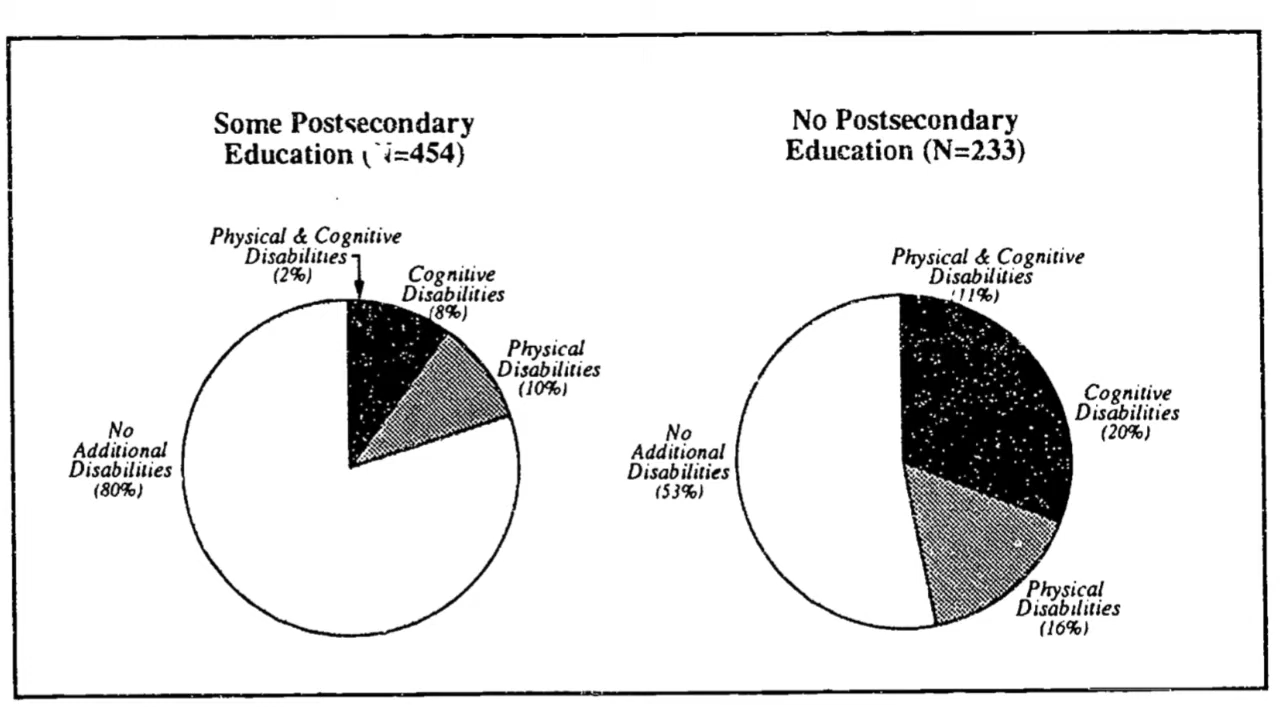 Some Postsecondary
Education (N=454)
Physical & Cognitive
Disabilities
(2%)
Cognitive
Disabilities
(8%)
Physical
Disabilities
(10%)
No
Additional
Disabilities
(80%)
No Postsecondary
Education (N=233)
Physical & Cognitive
Disabilities
(11%)
Cognitive
Disabilities
(20%)
Physical
Disabilities
(16%)
No
Additional
Disabilities
(53%)